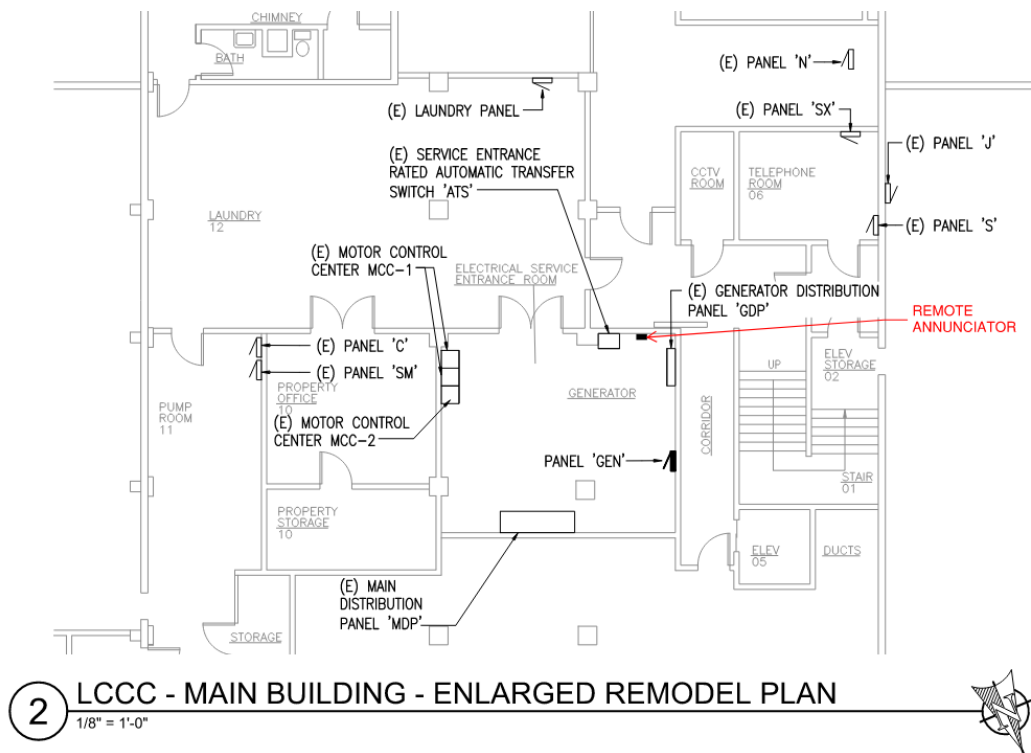 CHIMNEY
BATH
(E) PANEL 'N'
(E) LAUNDRY PANEL
(E) PANEL 'SX'
(E) SERVICE ENTRANCE
RATED AUTOMATIC TRANSFER
SWITCH 'ATS'
CCTV
ROOM
TELEPHONE
ROOM
06
(E) PANEL 'J'
LAUNDRY
12
(E) PANEL 'S'
(E) MOTOR CONTROL
CENTER MCC-1
ELECTRICAL SERVICE
ENTRANCE ROOM
(E) GENERATOR DISTRIBUTION
PANEL 'GDP'
REMOTE
ANNUNCIATOR
(E) PANEL 'C'
(E) PANEL 'SM'
PROPERTY
OFFICE
10
GENERATOR
UP
ELEV
STORAGE
02
PUMP
ROOM
11
(E) MOTOR CONTROL
CENTER MCC-2
CORRIDOR
PANEL 'GEN'
STAIR
01
PROPERTY
STORAGE
10
ELEV
05
DUCTS
(E) MAIN
DISTRIBUTION
PANEL 'MDP'
STORAGE
2
LCCC - MAIN BUILDING - ENLARGED REMODEL PLAN
1/8" = 1'-0"
N